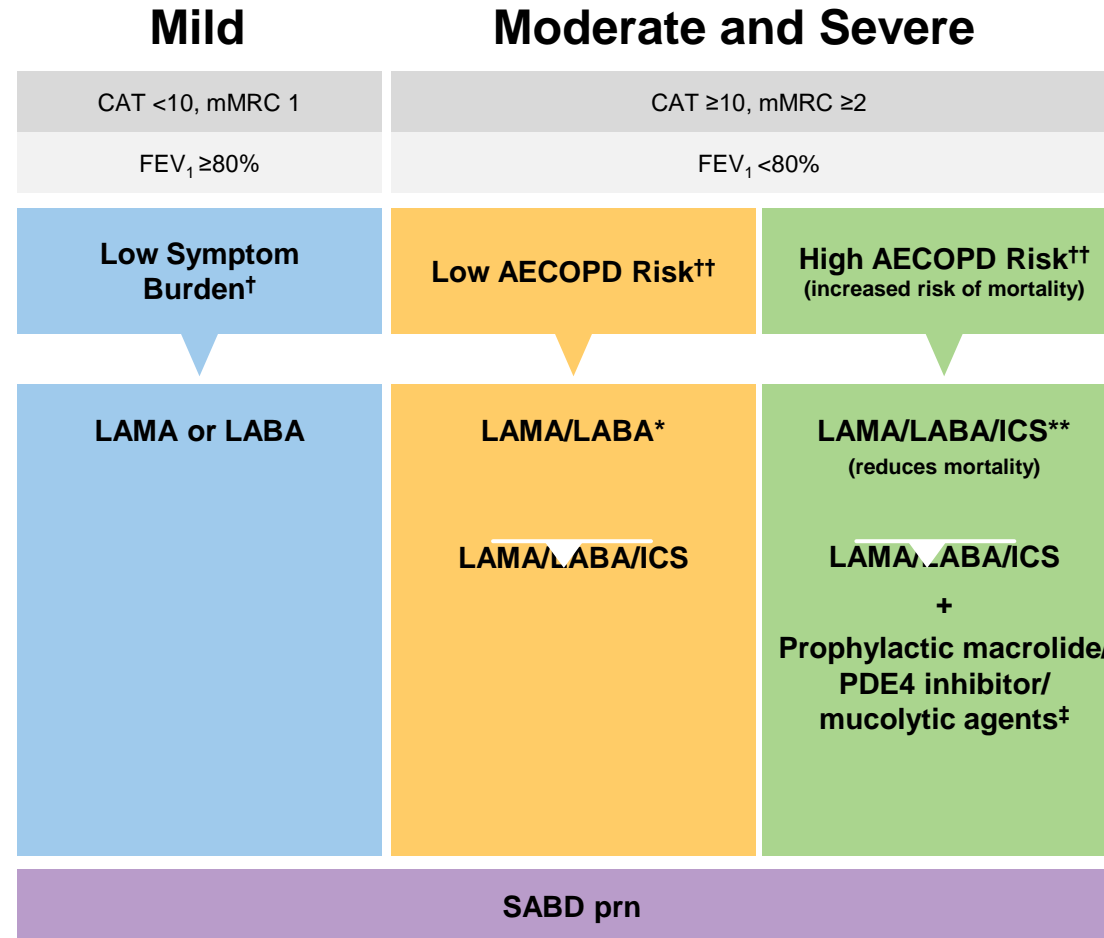 Mild
Moderate and Severe
CAT <10, mMRC 1
CAT ≥10, mMRC ≥2
FEV₁ ≥80%
FEV₁ <80%
Low Symptom
Burden†
Low AECOPD Risk††
High AECOPD Risk††
(increased risk of mortality)
LAMA or LABA
LAMA/LABA*
LAMA/LABA/ICS
LAMA/LABA/ICS**
(reduces mortality)
LAMA/LABA/ICS
+
Prophylactic macrolide/
PDE4 inhibitor/
mucolytic agents‡
SABD prn